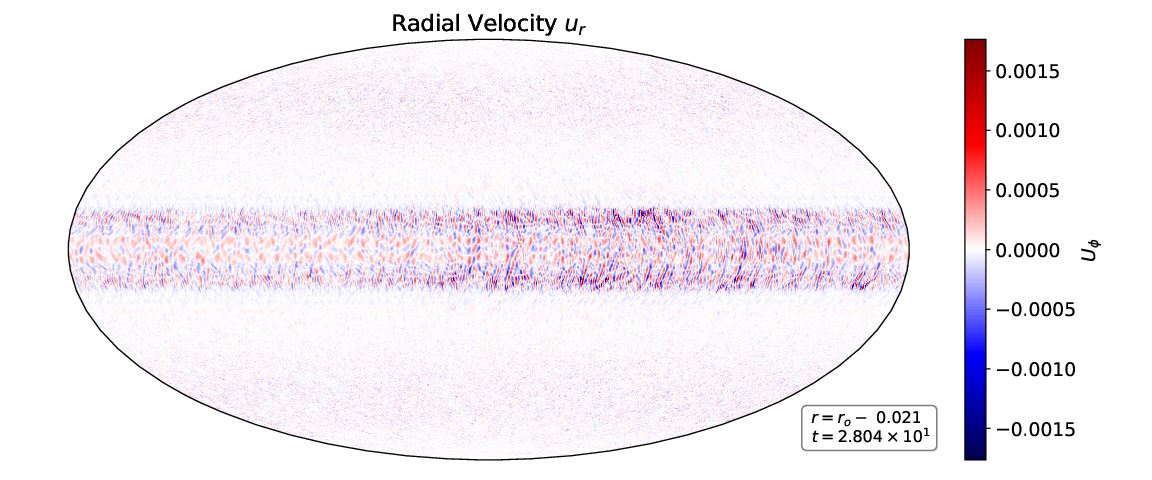 Radial Velocity u_r
0.0015
0.0010
0.0005
0.0000
−0.0005
−0.0010
−0.0015
U_ϕ
r = r_o − 0.021
t = 2.804 × 10^1